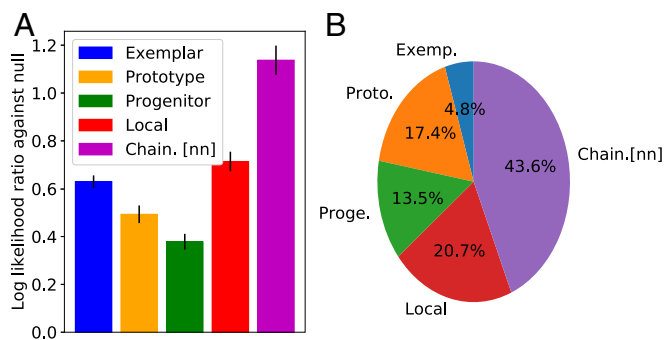 A
Log likelihood ratio against null
1.2
1.0
0.8
0.6
0.4
0.2
0.0
Exemplar
Prototype
Progenitor
Local
Chain. [nn]
B
Exemp.
4.8%
Proto.
17.4%
Proge.
13.5%
Local
20.7%
Chain.[nn]
43.6%